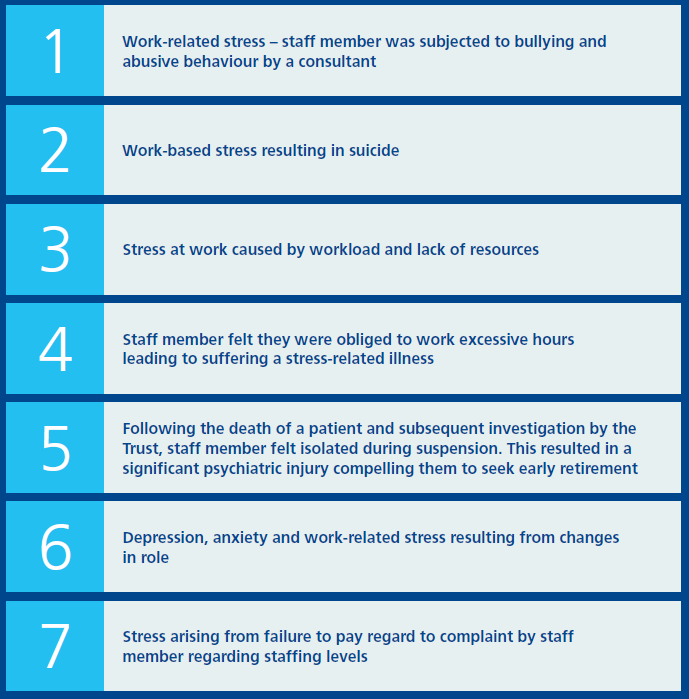 1
Work-related stress – staff member was subjected to bullying and
abusive behaviour by a consultant
2
Work-based stress resulting in suicide
3
Stress at work caused by workload and lack of resources
4
Staff member felt they were obliged to work excessive hours
leading to suffering a stress-related illness
5
Following the death of a patient and subsequent investigation by the
Trust, staff member felt isolated during suspension. This resulted in a
significant psychiatric injury compelling them to seek early retirement
6
Depression, anxiety and work-related stress resulting from changes
in role
7
Stress arising from failure to pay regard to complaint by staff
member regarding staffing levels